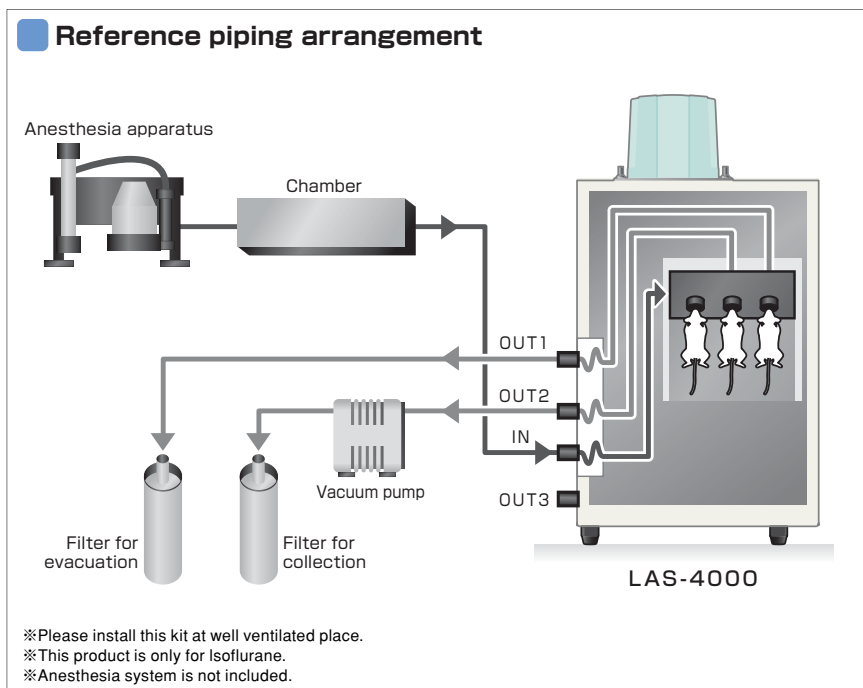 Reference piping arrangement
Anesthesia apparatus
Chamber
OUT1
OUT2
IN
Vacuum pump
OUT3
Filter for
evacuation
Filter for
collection
LAS-4000
※Please install this kit at well ventilated place.
※This product is only for Isoflurane.
※Anesthesia system is not included.